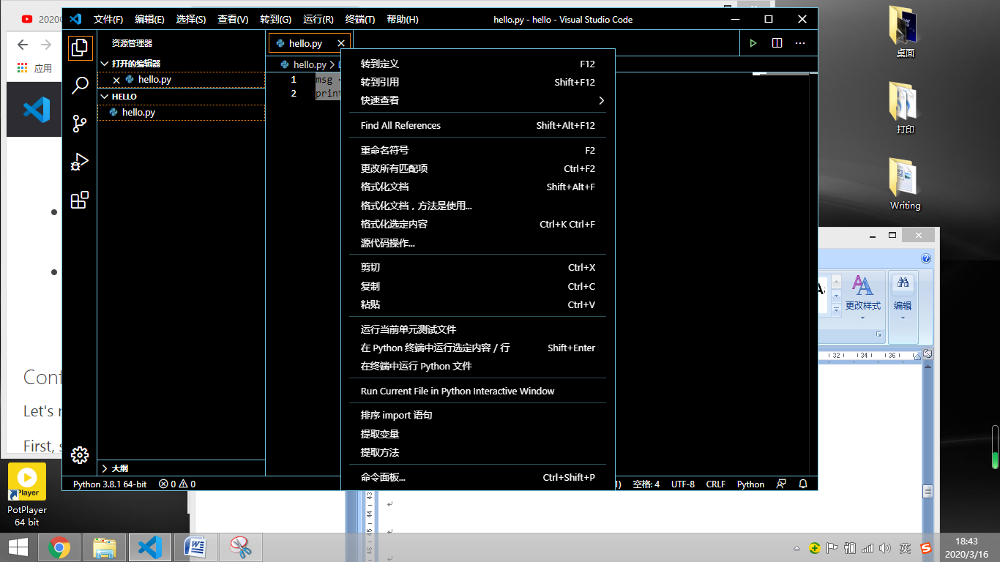 2020
文件(F) 编辑(E) 选择(S) 查看(V) 转到(G) 运行(R) 终端(T) 帮助(H) hello.py - hello - Visual Studio Code
应用
资源管理器
打开的编辑器
hello.py
HELLO
hello.py
大纲
hello.py
hello.py
1 msg =
2 print
转到定义 F12
转到引用 Shift+F12
快速查看
Find All References Shift+Alt+F12
重命名符号 F2
更改所有匹配项 Ctrl+F2
格式化文档 Shift+Alt+F
格式化文档，方法是使用...
格式化选定内容 Ctrl+K Ctrl+F
源代码操作...
剪切 Ctrl+X
复制 Ctrl+C
粘贴 Ctrl+V
运行当前单元测试文件
在 Python 终端中运行选定内容 / 行 Shift+Enter
在终端中运行 Python 文件
Run Current File in Python Interactive Window
排序 import 语句
提取变量
提取方法
命令面板... Ctrl+Shift+P
Python 3.8.1 64-bit 0 0 空格: 4 UTF-8 CRLF Python
Let's
First,
桌面
打印
Writing
更改样式 编辑
32 34 36
43
44
45
46
Player
PotPlayer
64 bit
英
18:43
2020/3/16